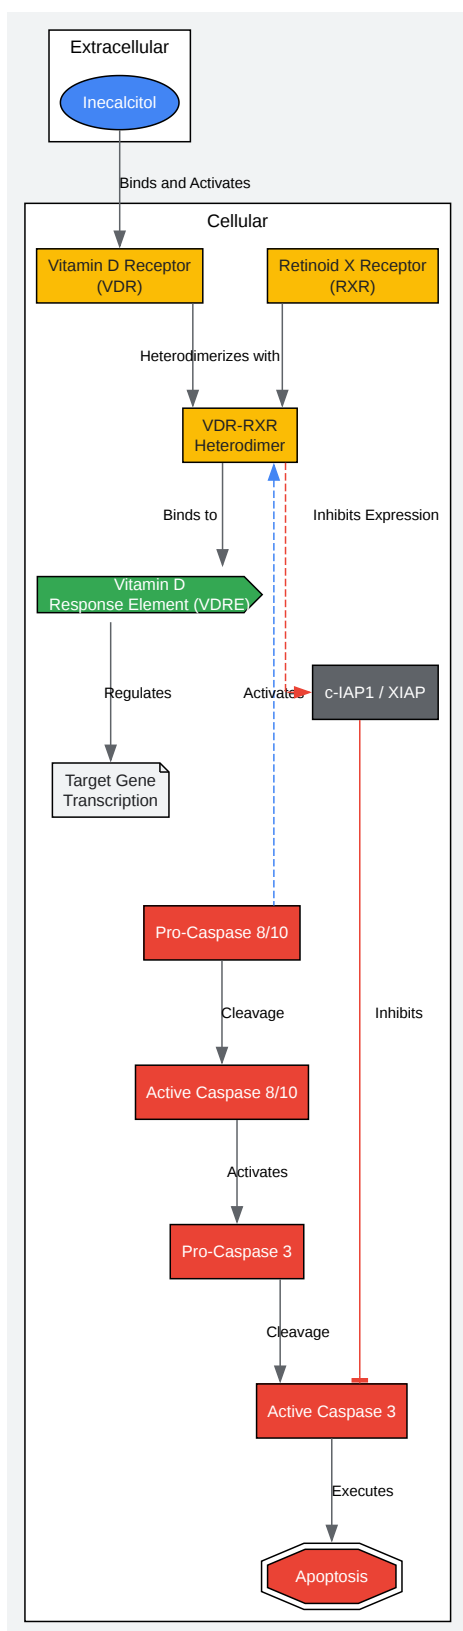 Extracellular
Inecalcitol
Binds and Activates
Cellular
Vitamin D Receptor
(VDR)
Retinoid X Receptor
(RXR)
Heterodimerizes with
VDR-RXR
Heterodimer
Binds to
Inhibits Expression
Vitamin D
Response Element (VDRE)
Regulates
Activates
c-IAP1 / XIAP
Target Gene
Transcription
Pro-Caspase 8/10
Cleavage
Inhibits
Active Caspase 8/10
Activates
Pro-Caspase 3
Cleavage
Active Caspase 3
Executes
Apoptosis